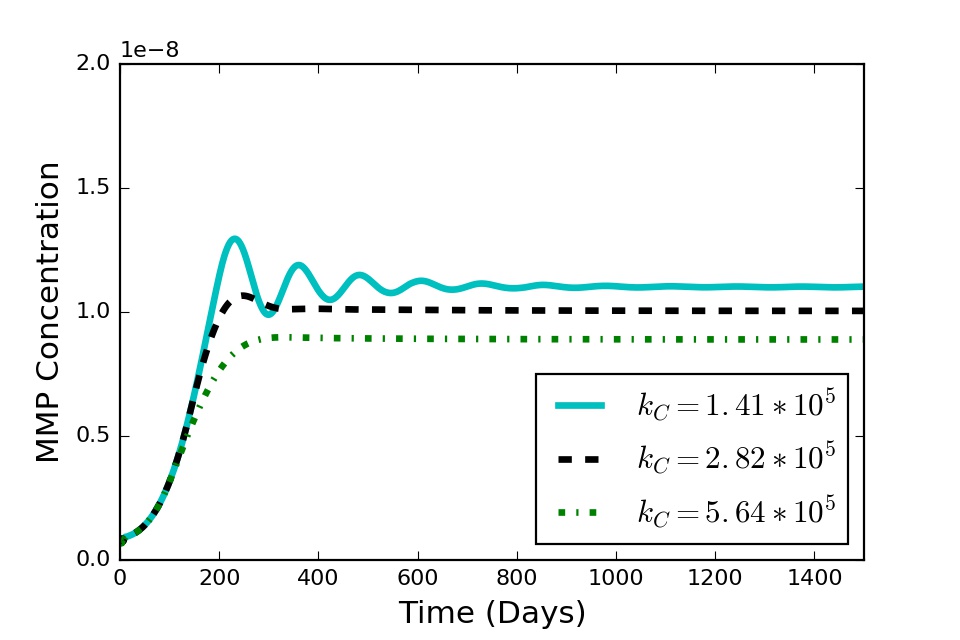 1e−8
2.0
1.5
1.0
0.5
0.0
MMP Concentration
k_C = 1.41 ∗ 10^5
k_C = 2.82 ∗ 10^5
k_C = 5.64 ∗ 10^5
0 200 400 600 800 1000 1200 1400
Time (Days)